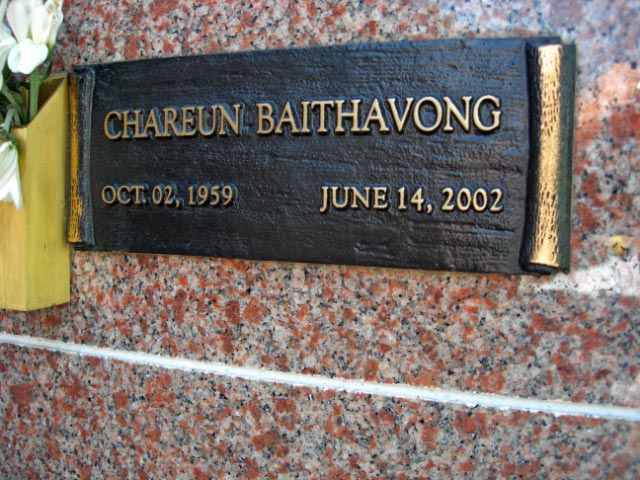 CHAREUN BAITHAVONG
OCT. 02, 1959 JUNE 14, 2002